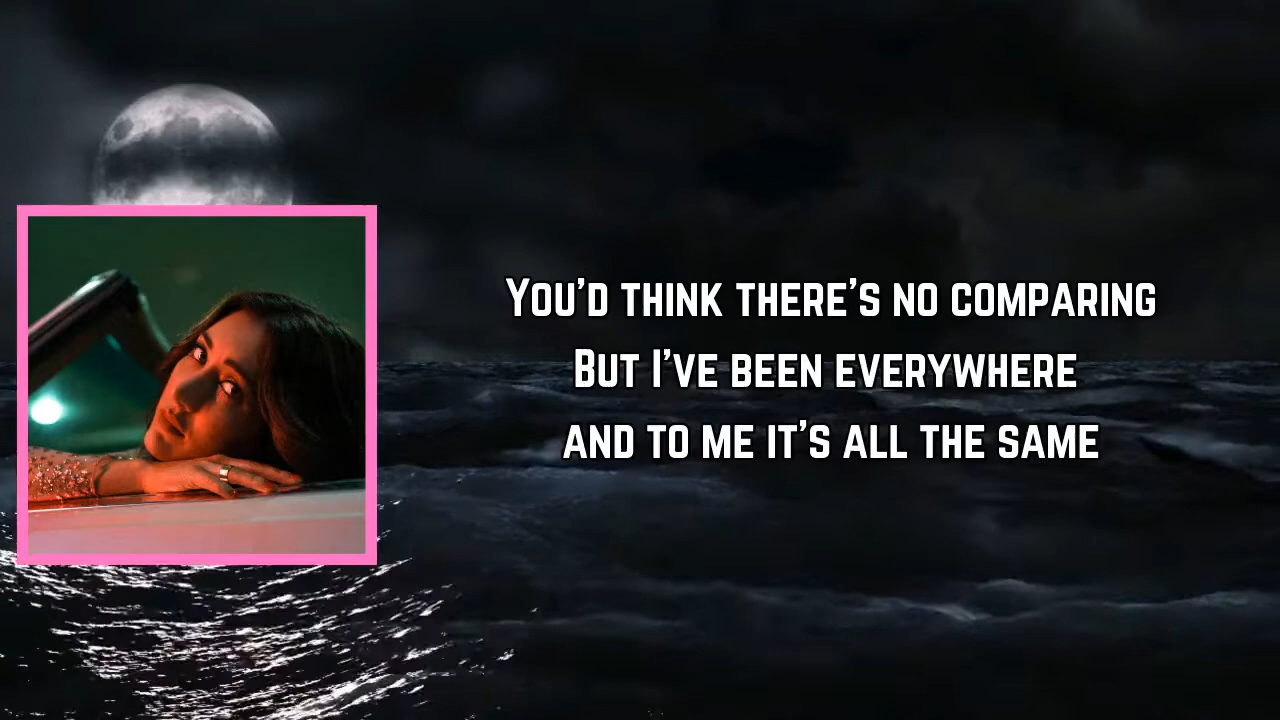 You'd think there's no comparing
But I've been everywhere
and to me it's all the same